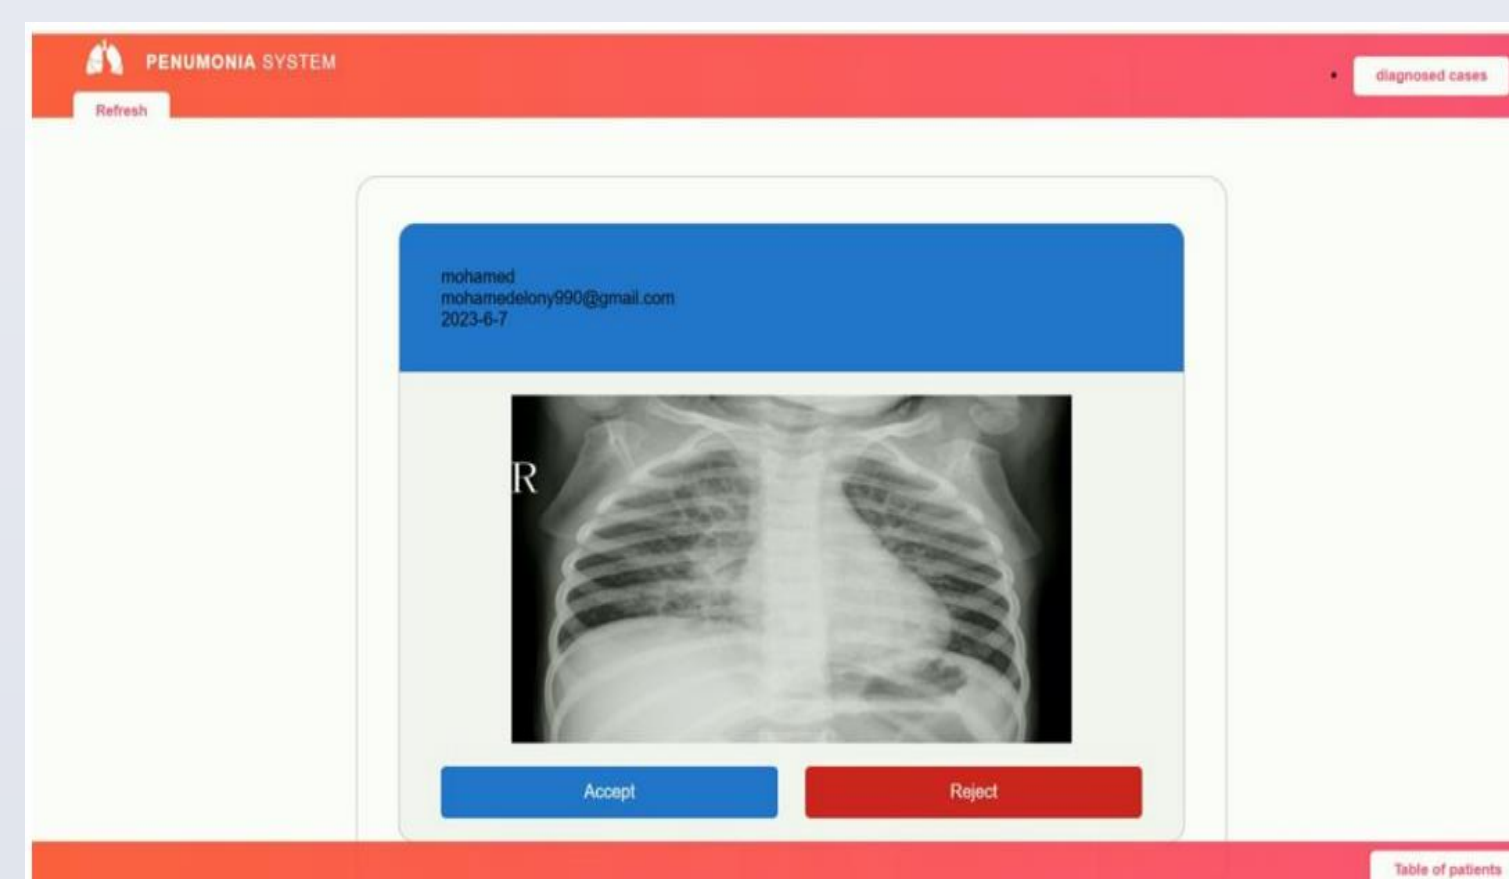 PENUMONIA SYSTEM
diagnosed cases
Refresh
mohamed
mohamedelony990@gmail.com
2023-6-7
R
Accept
Reject
Table of patients